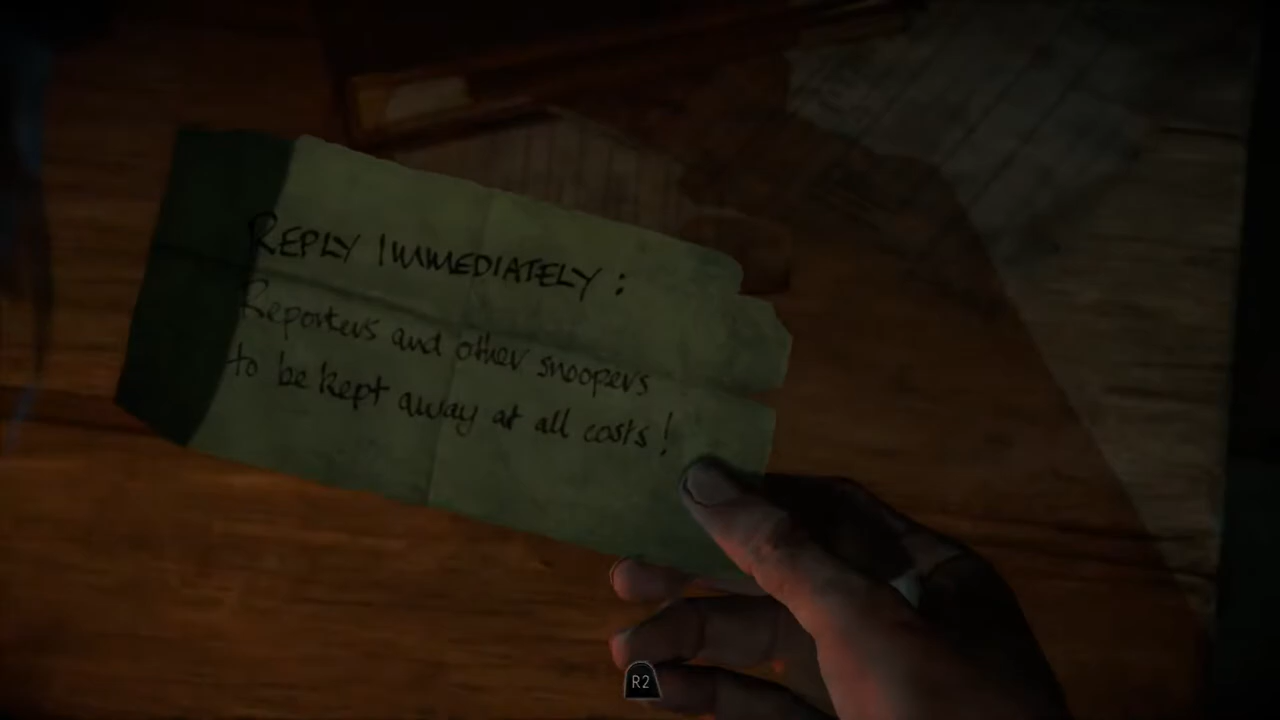 REPLY IMMEDIATELY :
Reporters and other snoopers
to be kept away at all costs !
R2